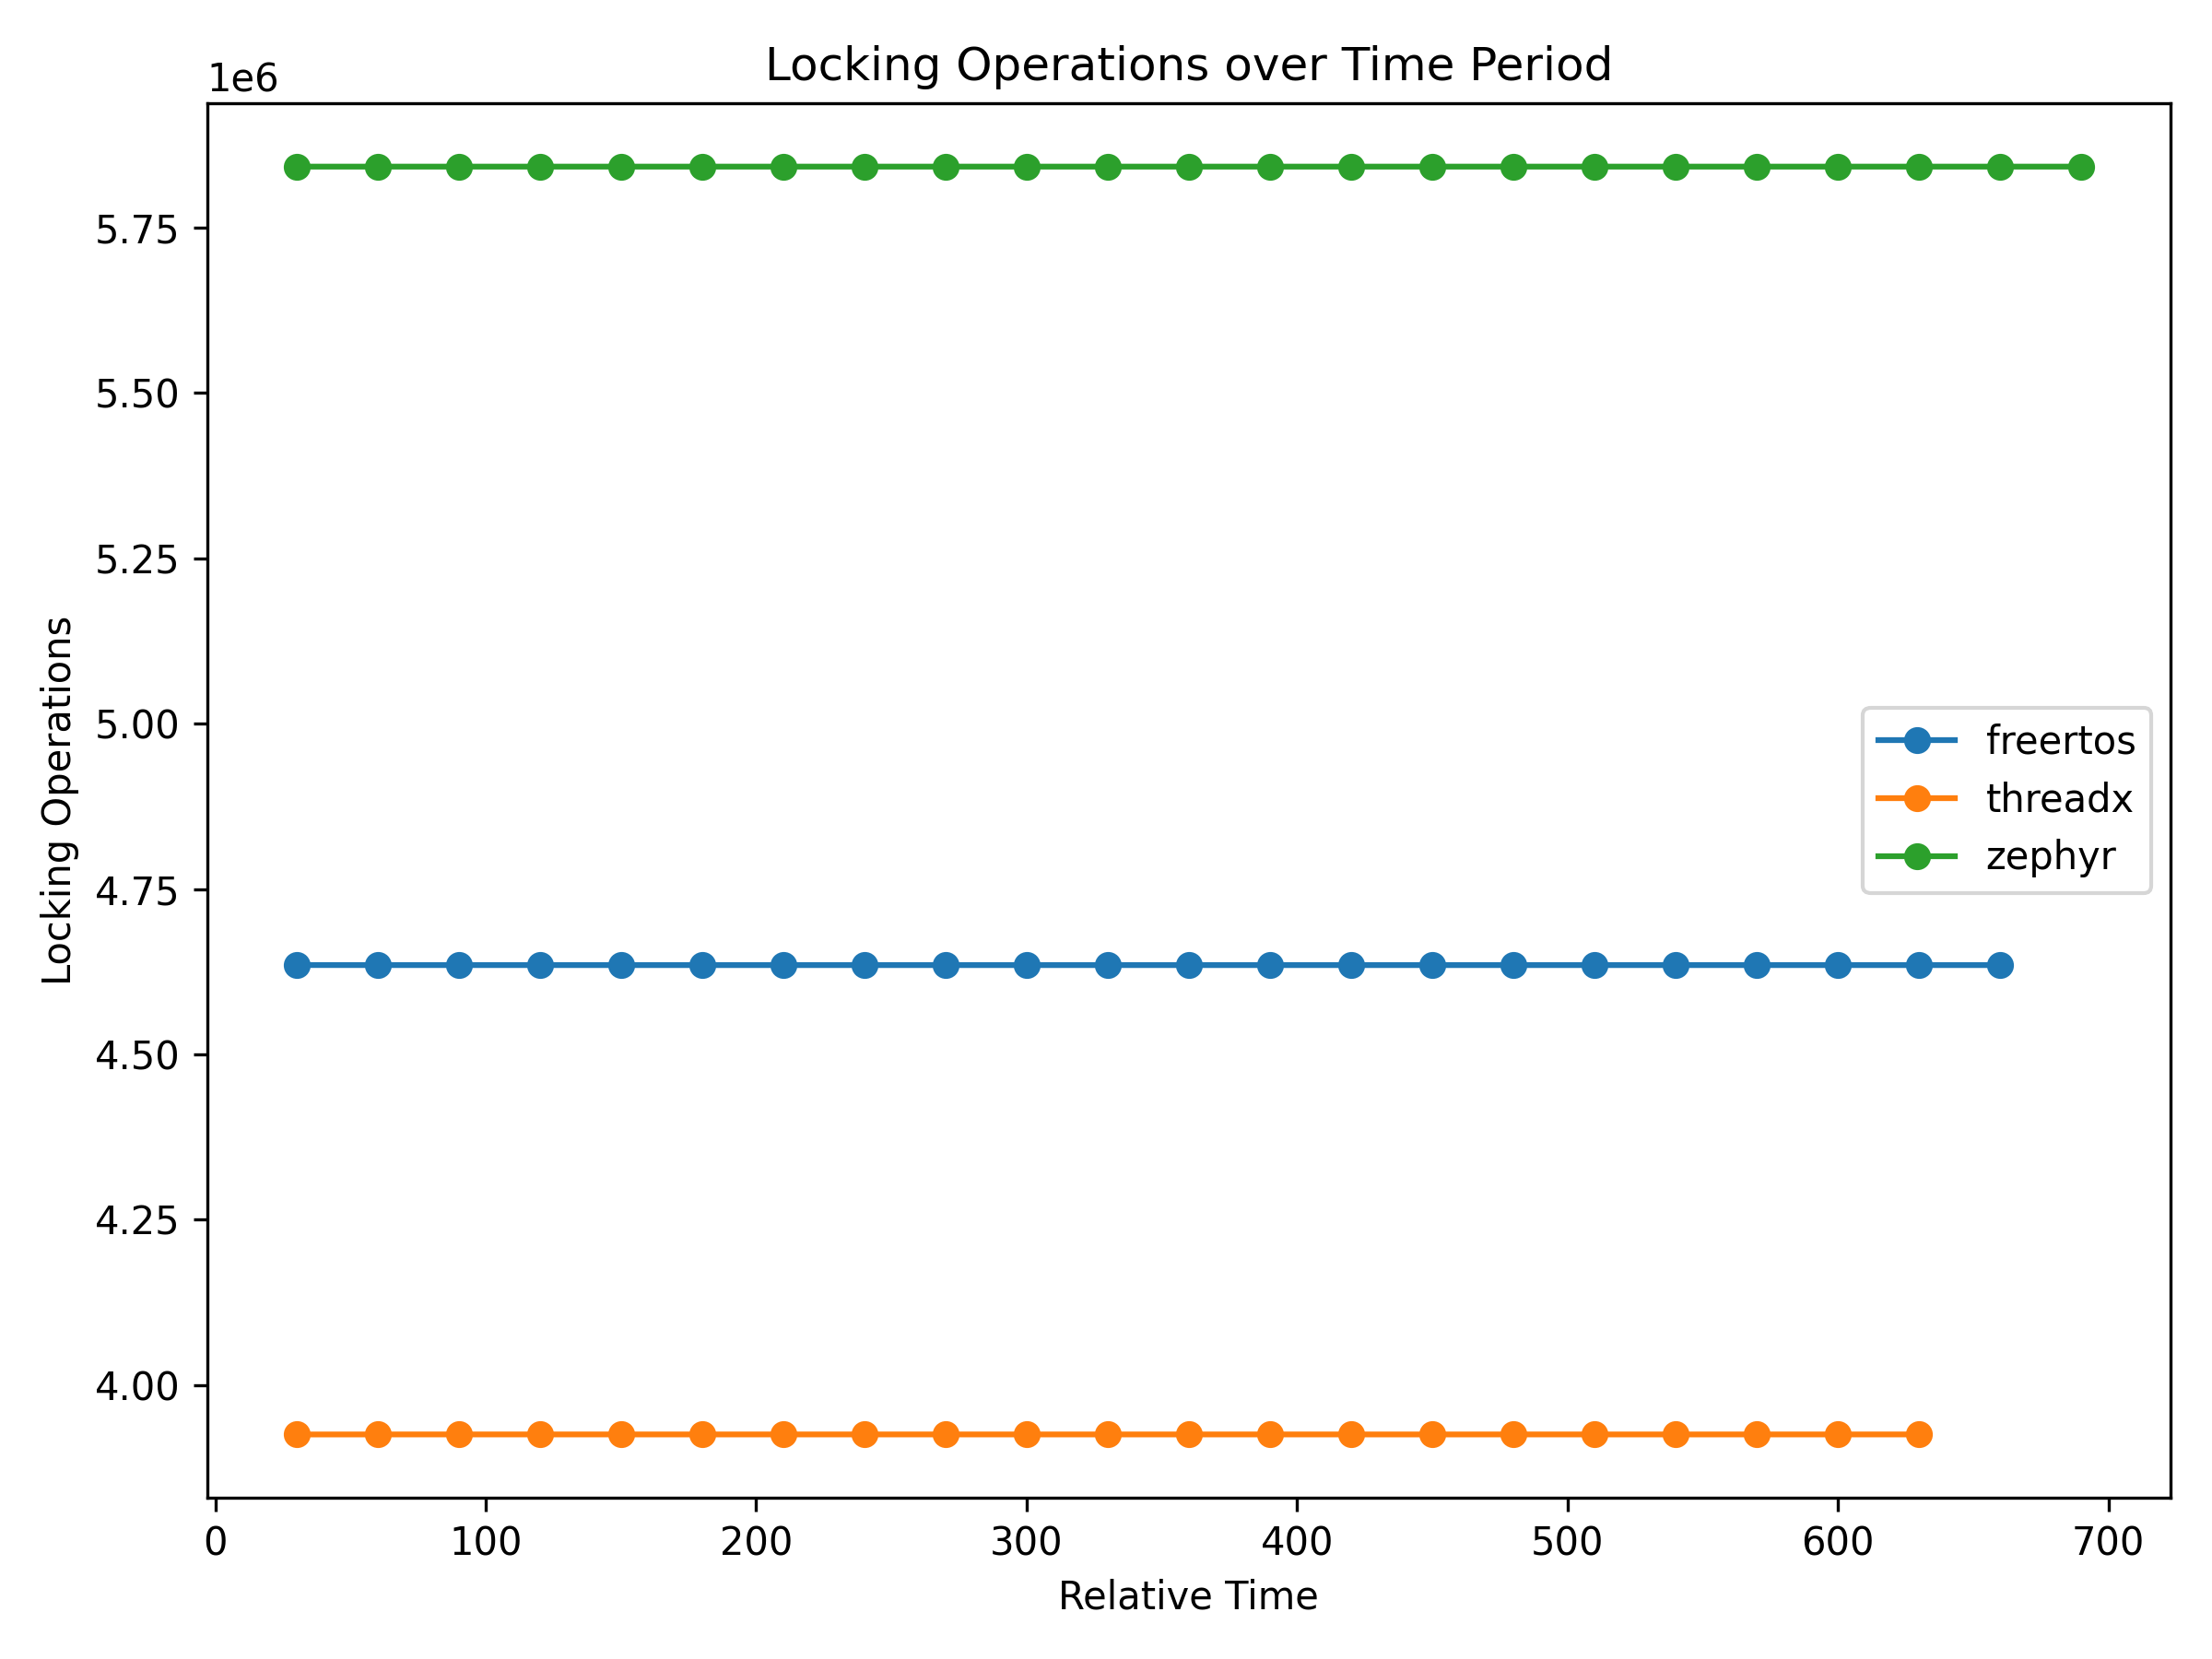 Locking Operations over Time Period
1e6
5.75
5.50
5.25
5.00
4.75
4.50
4.25
4.00
Locking Operations
freertos
threadx
zephyr
0 100 200 300 400 500 600 700
Relative Time